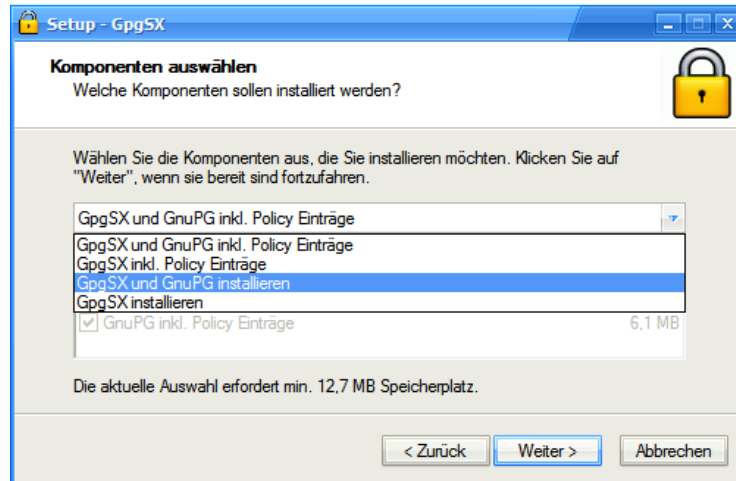 Setup - GpgSX
Komponenten auswählen
Welche Komponenten sollen installiert werden?
Wählen Sie die Komponenten aus, die Sie installieren möchten. Klicken Sie auf
"Weiter", wenn sie bereit sind fortzufahren.
GpgSX und GnuPG inkl. Policy Einträge
GpgSX und GnuPG inkl. Policy Einträge
GpgSX inkl. Policy Einträge
GpgSX und GnuPG installieren
GpgSX installieren
GnuPG inkl. Policy Einträge 6,1 MB
Die aktuelle Auswahl erfordert min. 12,7 MB Speicherplatz.
< Zurück Weiter > Abbrechen